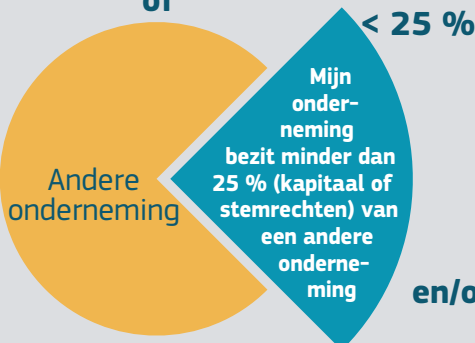 of
< 25 %
Mijn
onder-
neming
bezit minder dan
25 % (kapitaal of
stemrechten) van
een andere
onderne-
ming
Andere
onderneming
en/o